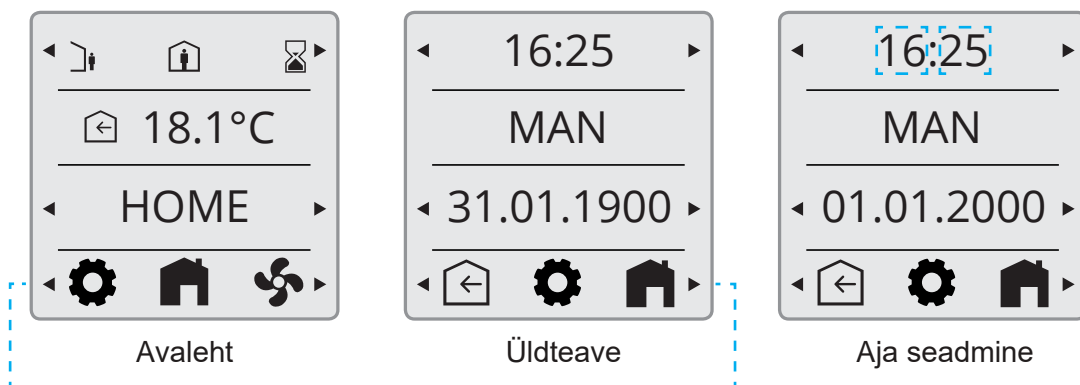 18.1°C
HOME
Avaleht
16:25
MAN
31.01.1900
Üldteave
16:25
MAN
01.01.2000
Aja seadmine